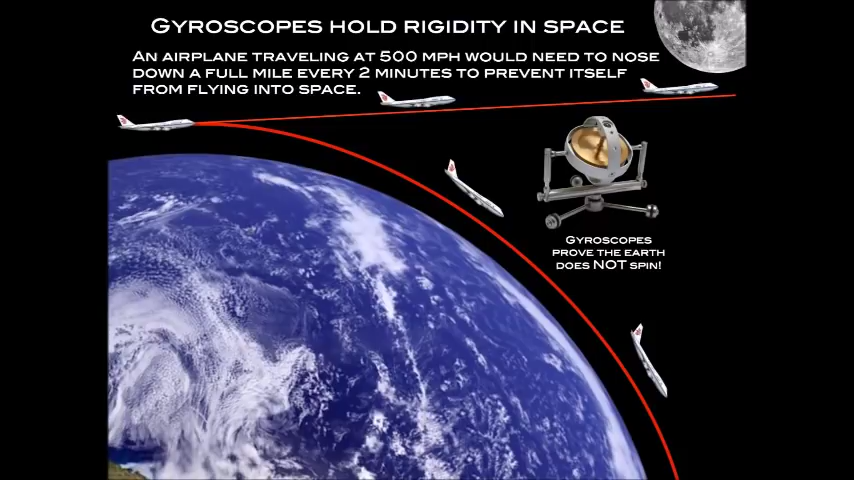 Gyroscopes hold rigidity in space
An airplane traveling at 500 mph would need to nose
down a full mile every 2 minutes to prevent itself
from flying into space.
Gyroscopes
prove the earth
does NOT spin!